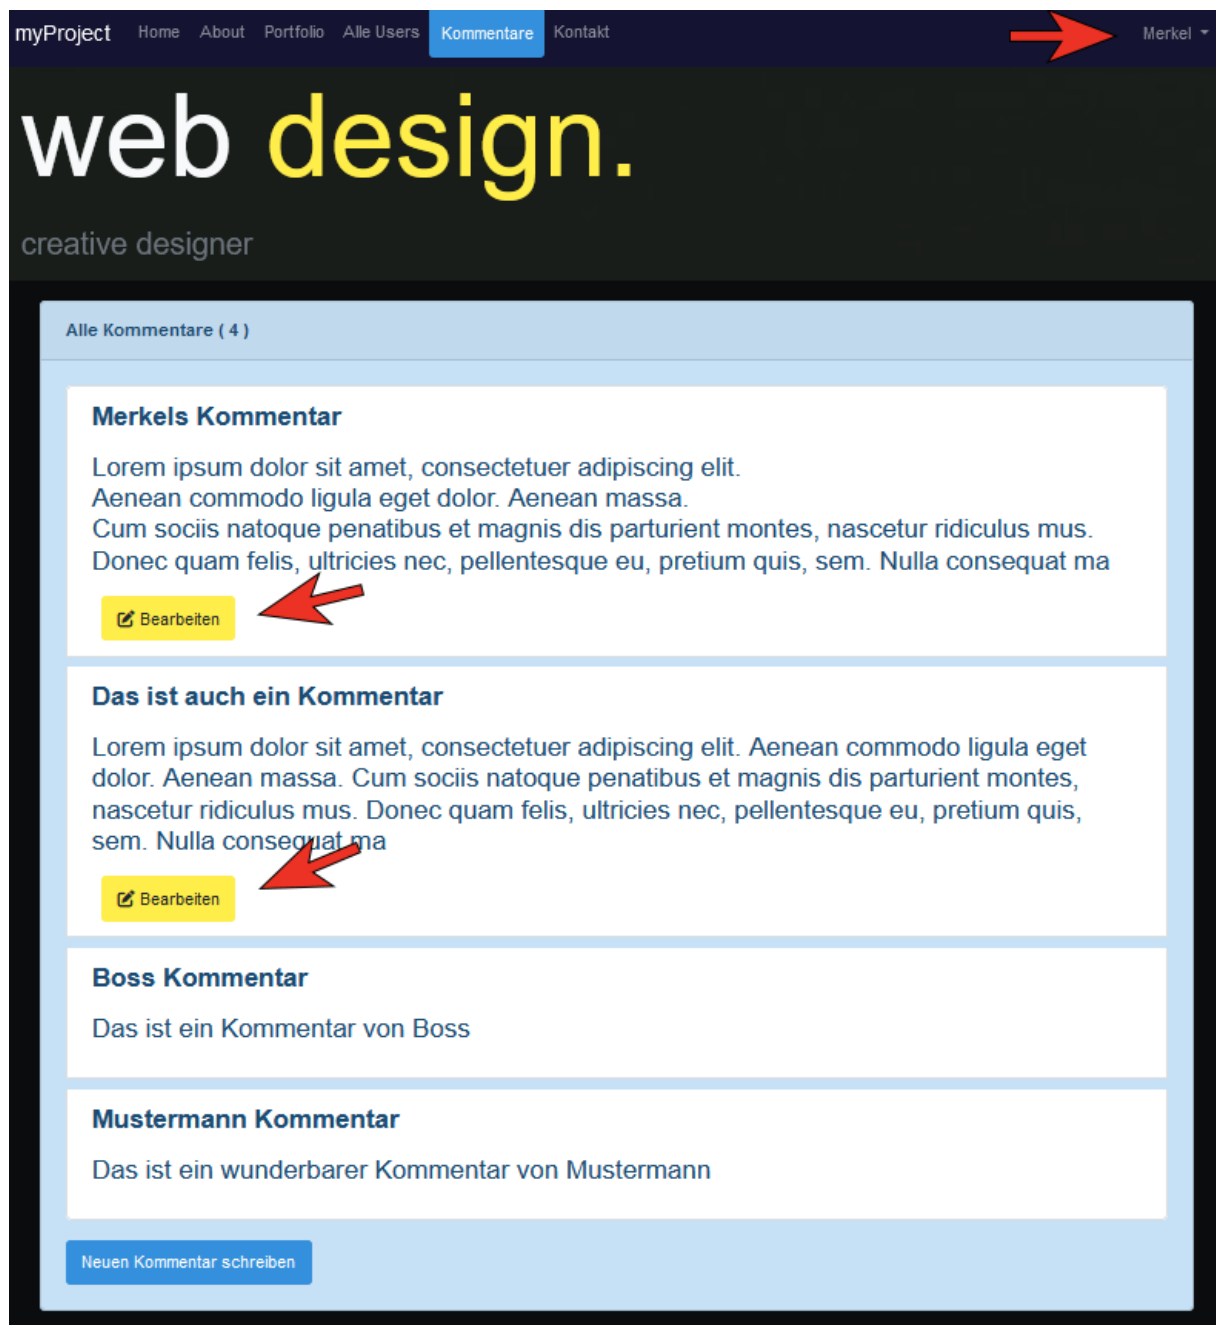 myProject Home About Portfolio Alle Users Kommentare Kontakt Merkel
web design.
creative designer
Alle Kommentare ( 4 )
Merkels Kommentar
Lorem ipsum dolor sit amet, consectetuer adipiscing elit.
Aenean commodo ligula eget dolor. Aenean massa.
Cum sociis natoque penatibus et magnis dis parturient montes, nascetur ridiculus mus.
Donec quam felis, ultricies nec, pellentesque eu, pretium quis, sem. Nulla consequat ma
Bearbeiten
Das ist auch ein Kommentar
Lorem ipsum dolor sit amet, consectetuer adipiscing elit. Aenean commodo ligula eget
dolor. Aenean massa. Cum sociis natoque penatibus et magnis dis parturient montes,
nascetur ridiculus mus. Donec quam felis, ultricies nec, pellentesque eu, pretium quis,
sem. Nulla consequat ma
Bearbeiten
Boss Kommentar
Das ist ein Kommentar von Boss
Mustermann Kommentar
Das ist ein wunderbarer Kommentar von Mustermann
Neuen Kommentar schreiben